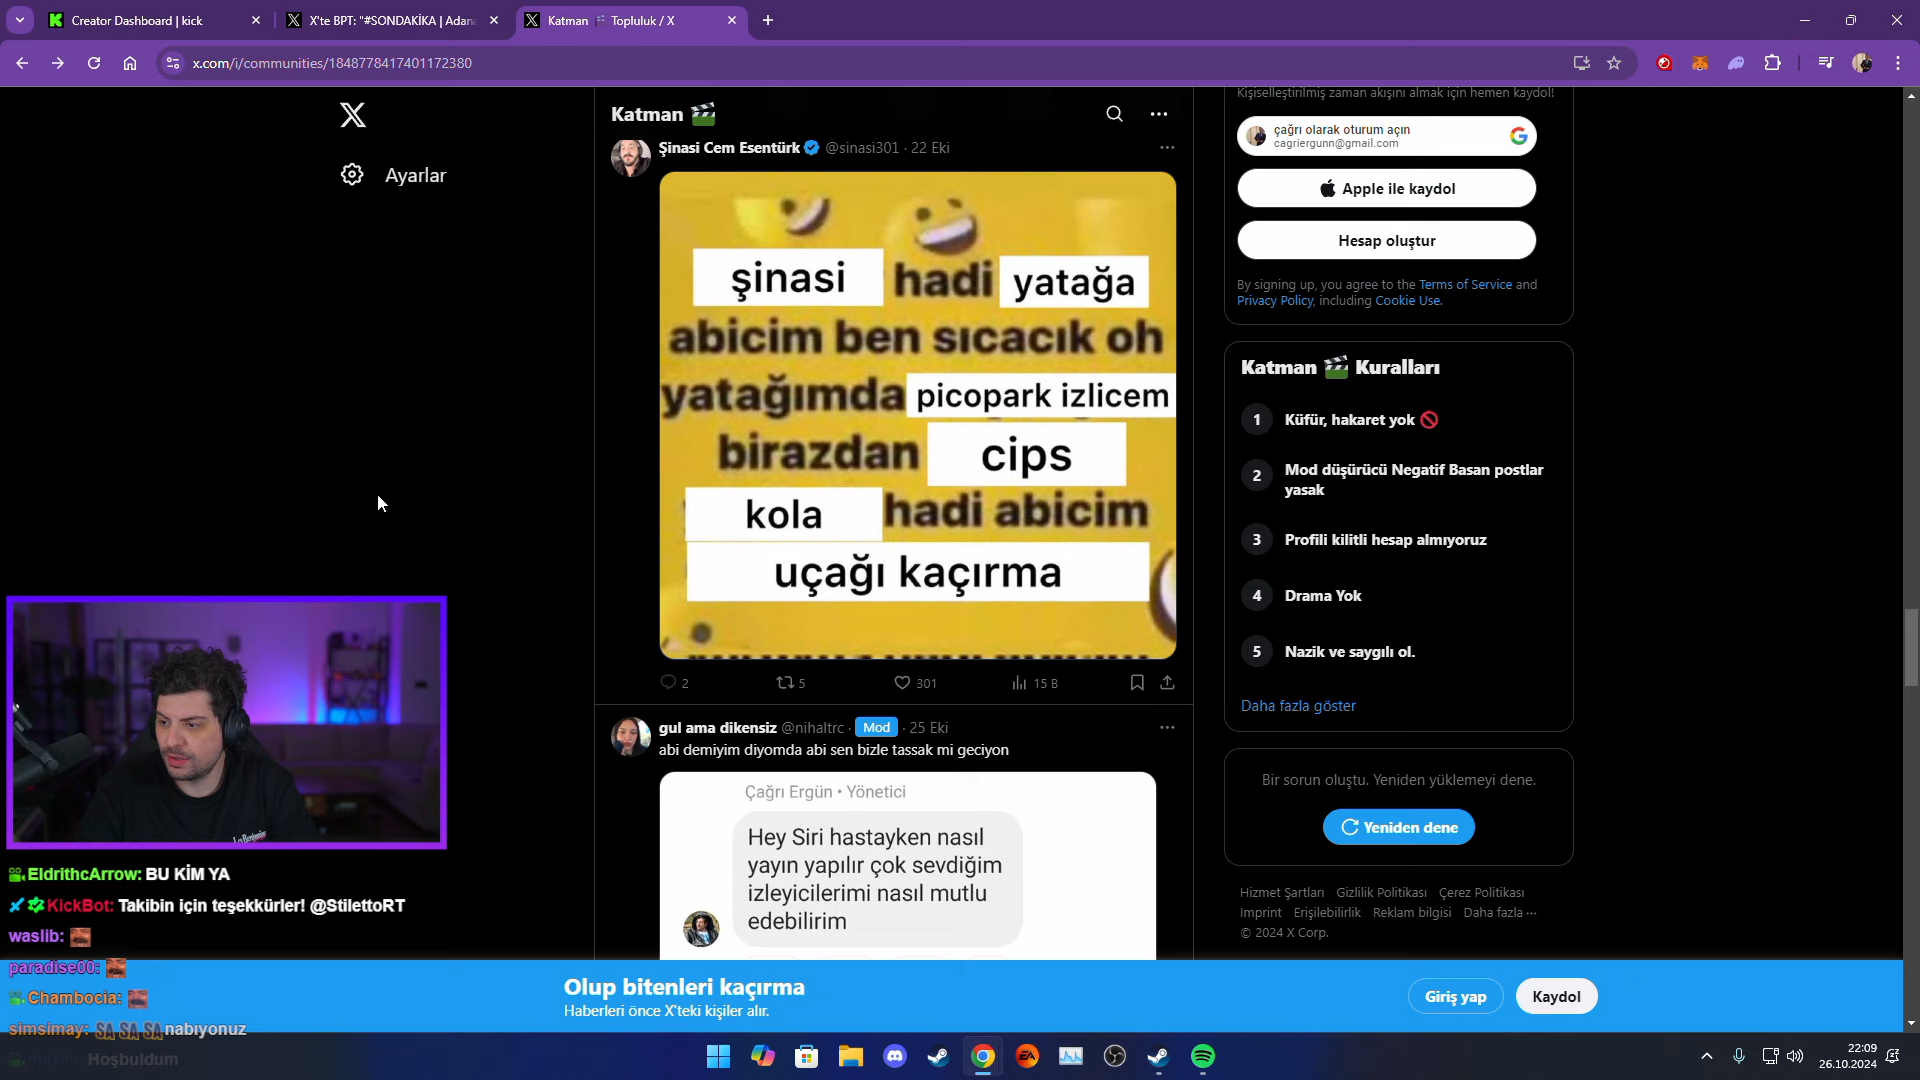 Creator Dashboard | kick
X'te BPT: "#SONDAKİKA | Adana
Katman Topluluk / X
x.com/i/communities/1848778417401172380
Ayarlar
Katman
Şinasi Cem Esentürk @sinasi301 · 22 Eki
şinasi hadi yatağa
abicim ben sıcacık oh
yatağımda picopark izlicem
birazdan cips
kola hadi abicim
uçağı kaçırma
2
5
301
15 B
gul ama dikensiz @nihaltrc · Mod · 25 Eki
abi demiyim diyomda abi sen bizle tassak mi geciyon
Çağrı Ergün • Yönetici
Hey Siri hastayken nasıl
yayın yapılır çok sevdiğim
izleyicilerimi nasıl mutlu
edebilirim
Kişiselleştirilmiş zaman akışını almak için hemen kaydol!
çağrı olarak oturum açın
cagriergunn@gmail.com
Apple ile kaydol
Hesap oluştur
By signing up, you agree to the Terms of Service and
Privacy Policy, including Cookie Use.
Katman Kuralları
1 Küfür, hakaret yok
2 Mod düşürücü Negatif Basan postlar
yasak
3 Profili kilitli hesap almıyoruz
4 Drama Yok
5 Nazik ve saygılı ol.
Daha fazla göster
Bir sorun oluştu. Yeniden yüklemeyi dene.
Yeniden dene
Hizmet Şartları Gizlilik Politikası Çerez Politikası
Imprint Erişilebilirlik Reklam bilgisi Daha fazla ···
© 2024 X Corp.
EldrithcArrow: BU KİM YA
KickBot: Takibin için teşekkürler! @StilettoRT
waslib:
paradise00:
Chambocia:
simsimay: SA SA SA nabıyonuz
Hoşbuldum
Olup bitenleri kaçırma
Haberleri önce X'teki kişiler alır.
Giriş yap
Kaydol
22:09
26.10.2024